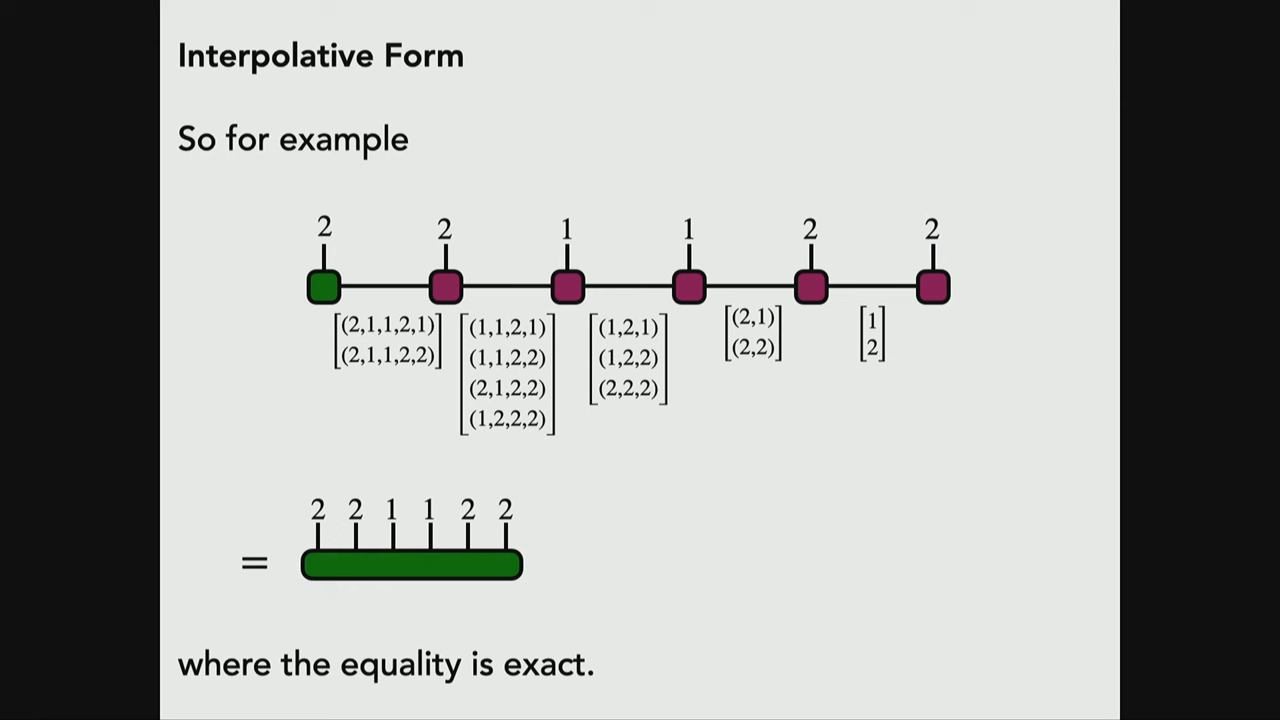 Interpolative Form
So for example
2 2 1 1 2 2
[(2,1,1,2,1)] [(1,1,2,1)] [(1,2,1)] [(2,1)] [1]
[(2,1,1,2,2)] [(1,1,2,2)] [(1,2,2)] [(2,2)] [2]
[(2,1,2,2)] [(2,2,2)]
[(1,2,2,2)]
2 2 1 1 2 2
=
where the equality is exact.